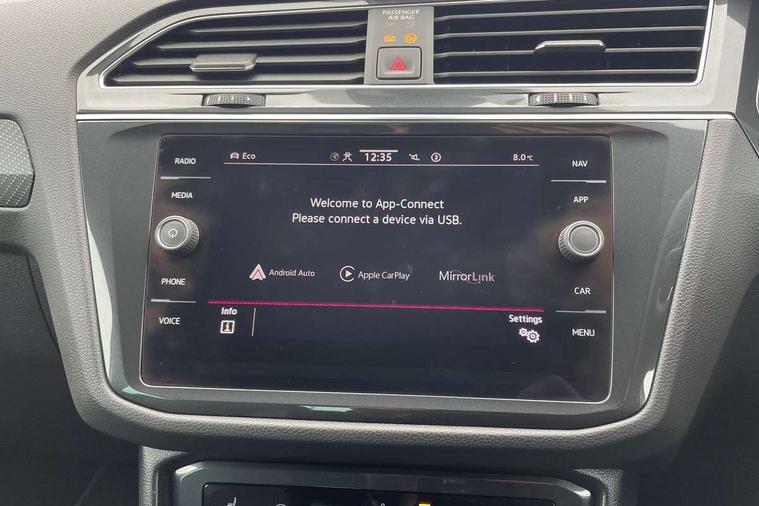 PASSENGER
AIR BAG
RADIO
MEDIA
PHONE
VOICE
Eco
12:35
3
8.0°C
Welcome to App-Connect
Please connect a device via USB.
Android Auto
Apple CarPlay
MirrorLink
Info
i
Settings
NAV
APP
CAR
MENU